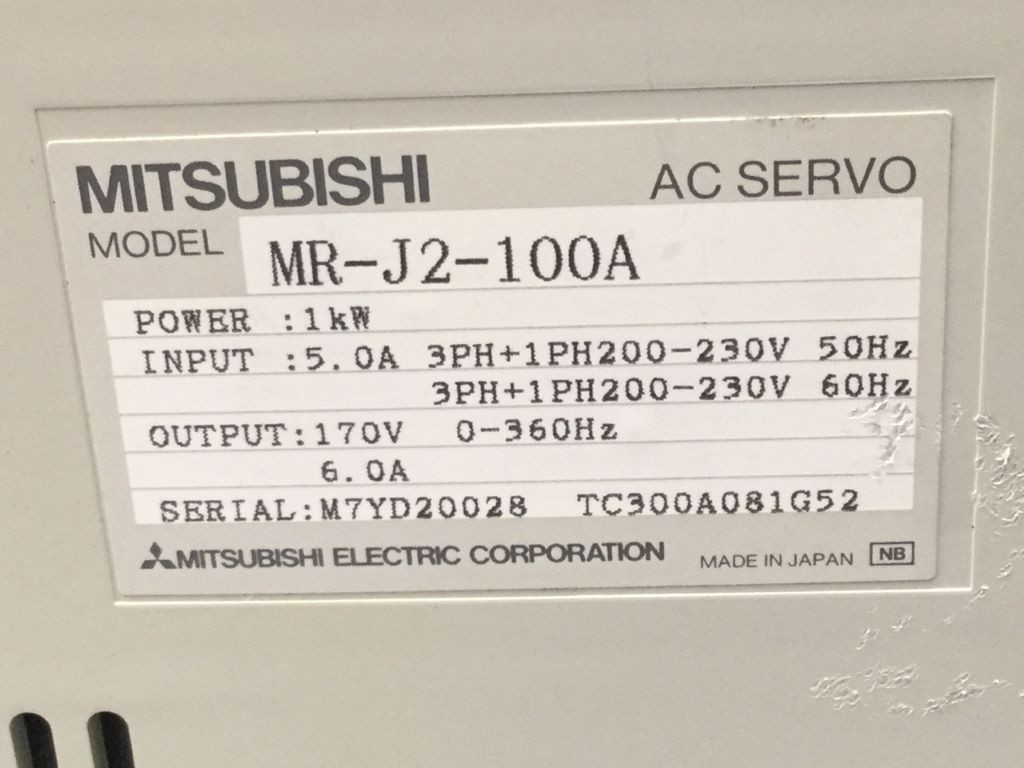 MITSUBISHI AC SERVO
MODEL MR-J2-100A
POWER :1kW
INPUT :5.0A 3PH+1PH200-230V 50Hz
3PH+1PH200-230V 60Hz
OUTPUT:170V 0-360Hz
6.0A
SERIAL:M7YD20028 TC300A081G52
MITSUBISHI ELECTRIC CORPORATION MADE IN JAPAN NB